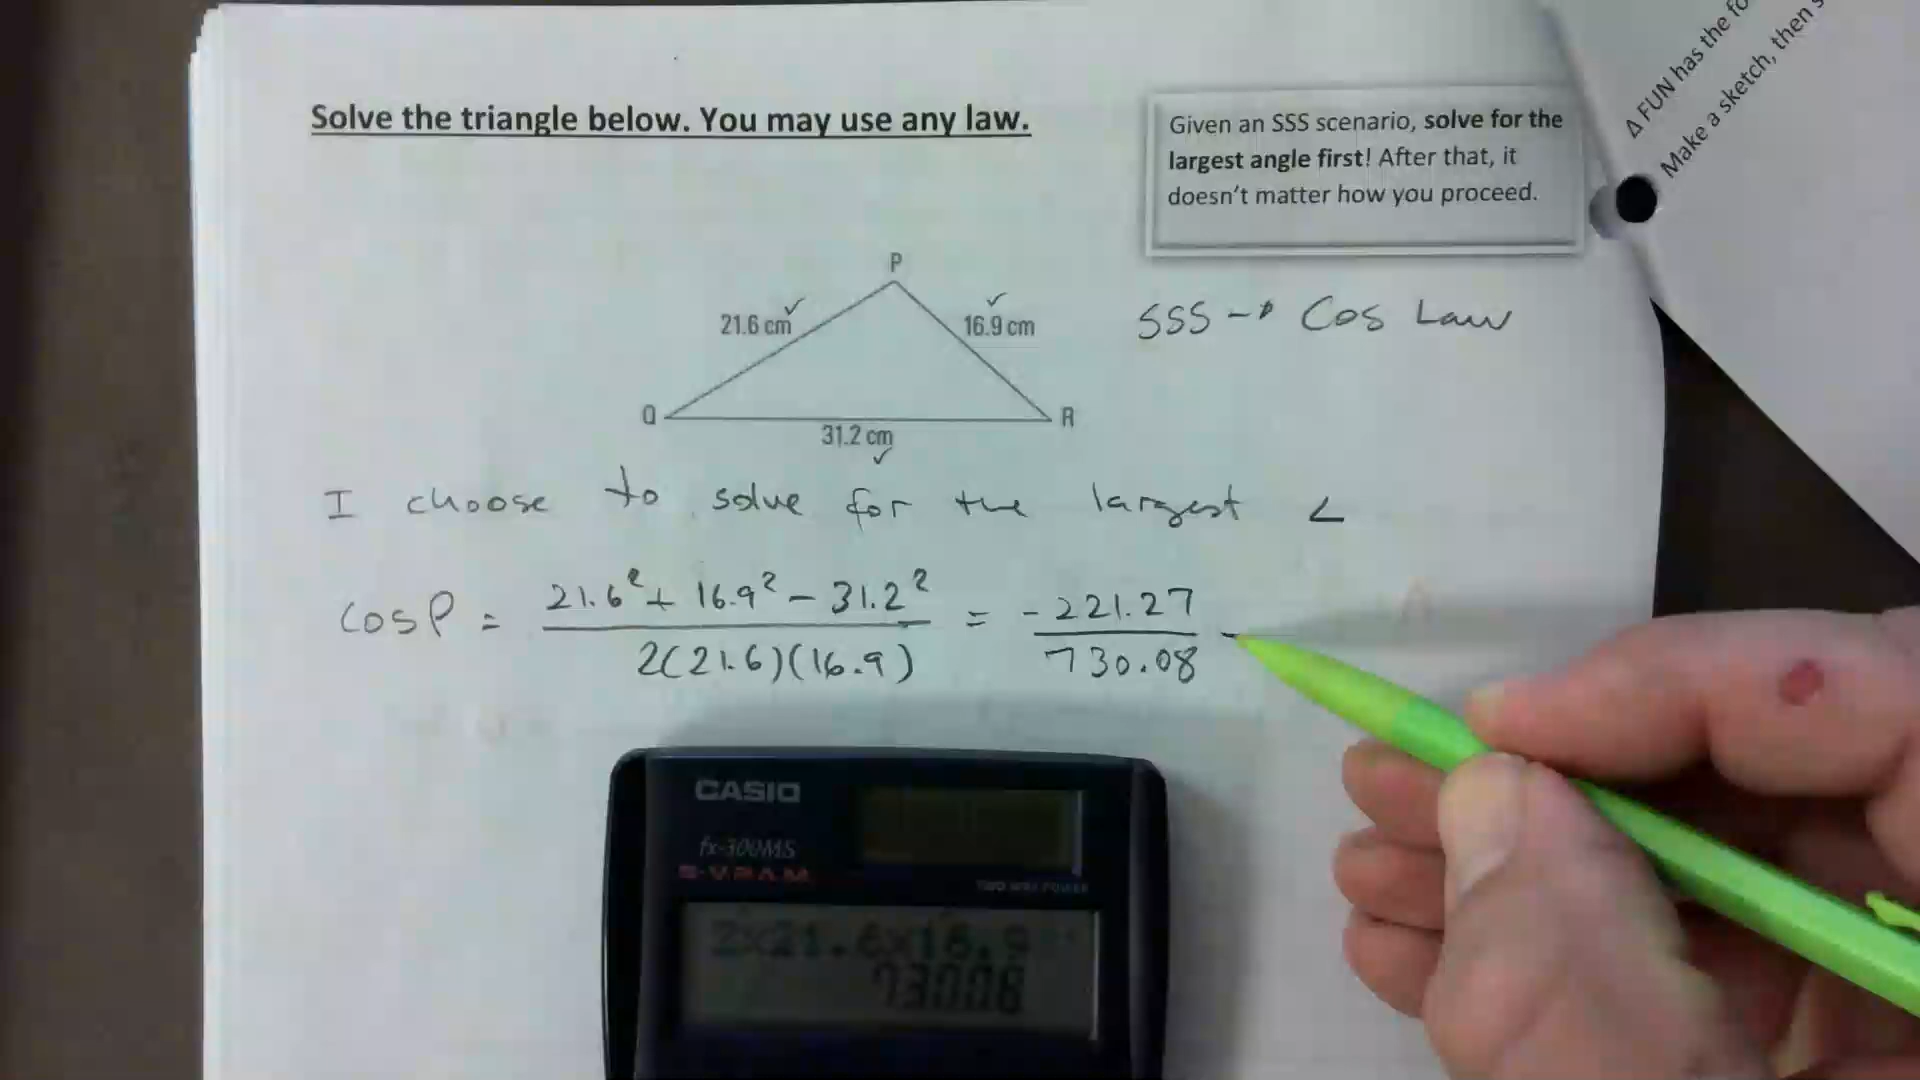 Solve the triangle below. You may use any law.
Given an SSS scenario, solve for the
largest angle first! After that, it
doesn't matter how you proceed.
Δ FUN has the
Make a sketch, then
P
21.6 cm
16.9 cm
SSS → Cos Law
Q
R
31.2 cm
I choose to solve for the largest <
cosP = 21.6² + 16.9² - 31.2² / 2(21.6)(16.9) = -221.27 / 730.08
CASIO
fx-300MS
S-V.P.A.M.
TWO WAY POWER
2×21.6×16.9
730.08